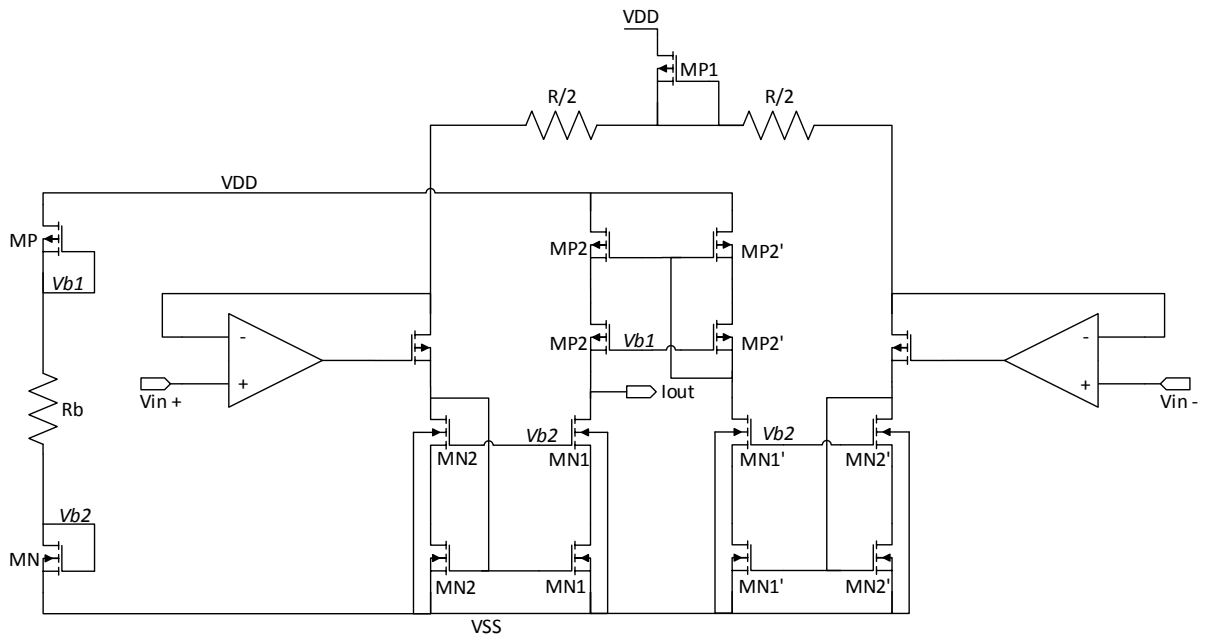 VDD
MP1
R/2
R/2
VDD
MP
MP2
MP2'
Vb1
-
-
MP2
Vb1
MP2'
Rb
+
+
Vin +
Iout
Vin -
Vb2
Vb2
MN2
MN1
MN1'
MN2'
Vb2
MN
MN2
MN1
MN1'
MN2'
VSS